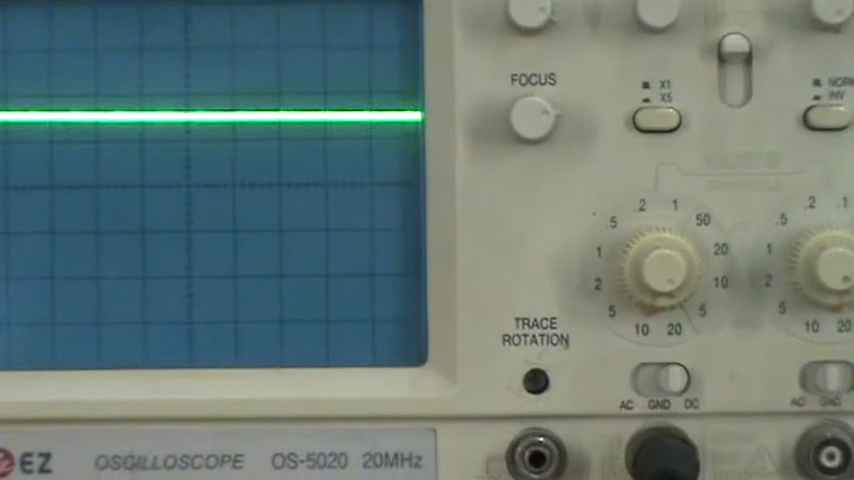 FOCUS
X1
X5
NORM
INV
.5 .2 .1 50 20 10 5 20 10 5 2 1
.5 .2 .1 1 2 5 10 20
TRACE
ROTATION
AC GND DC
AC GND
EZ OSCILLOSCOPE OS-5020 20MHz